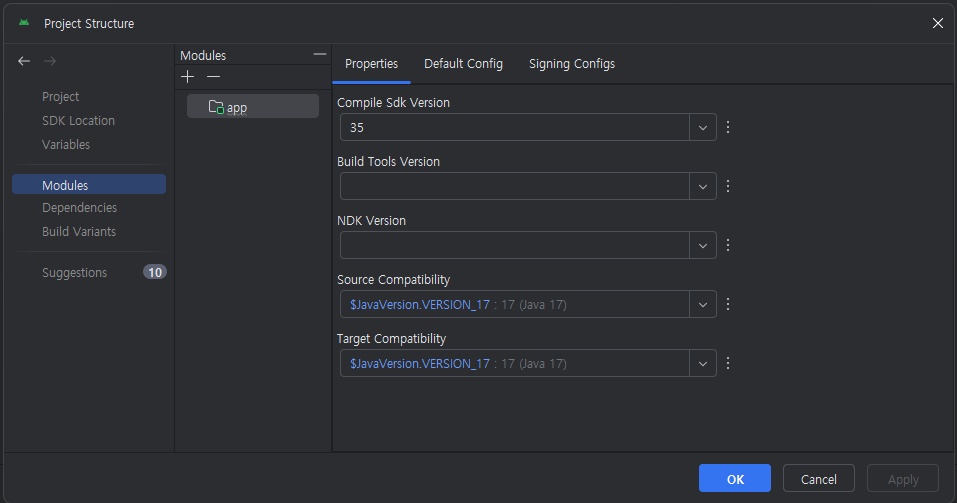 Project Structure
Project
SDK Location
Variables
Modules
Dependencies
Build Variants
Suggestions 10
Modules
app
Properties Default Config Signing Configs
Compile Sdk Version
35
Build Tools Version
NDK Version
Source Compatibility
$JavaVersion.VERSION_17 : 17 (Java 17)
Target Compatibility
$JavaVersion.VERSION_17 : 17 (Java 17)
OK Cancel Apply